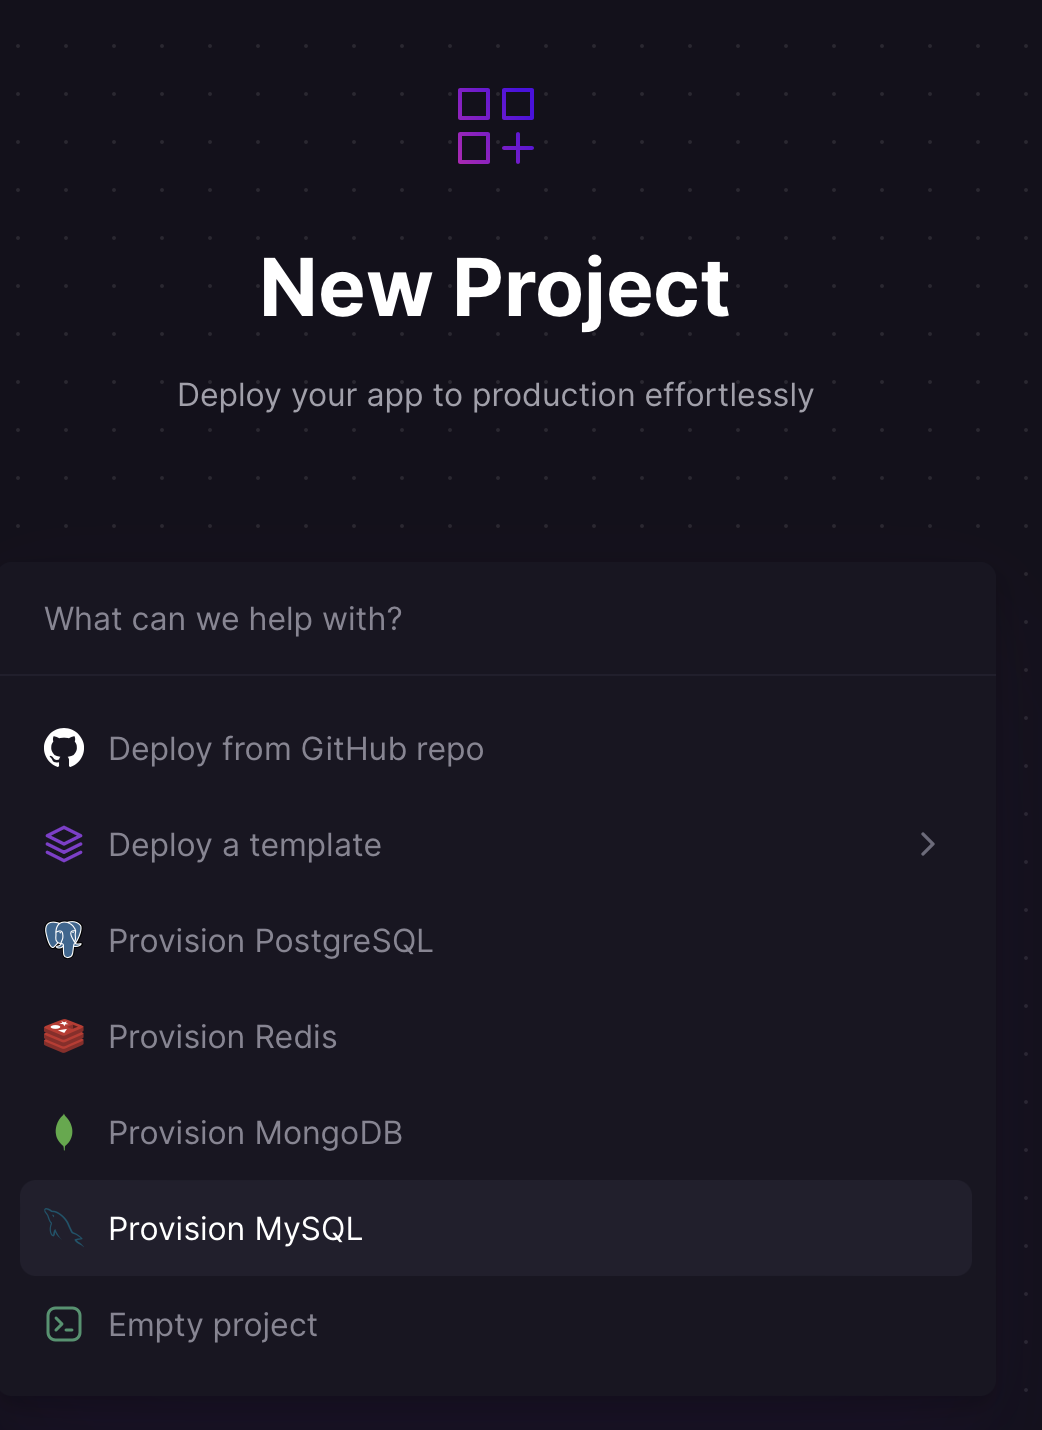 New Project
Deploy your app to production effortlessly
What can we help with?
Deploy from GitHub repo
Deploy a template
Provision PostgreSQL
Provision Redis
Provision MongoDB
Provision MySQL
Empty project